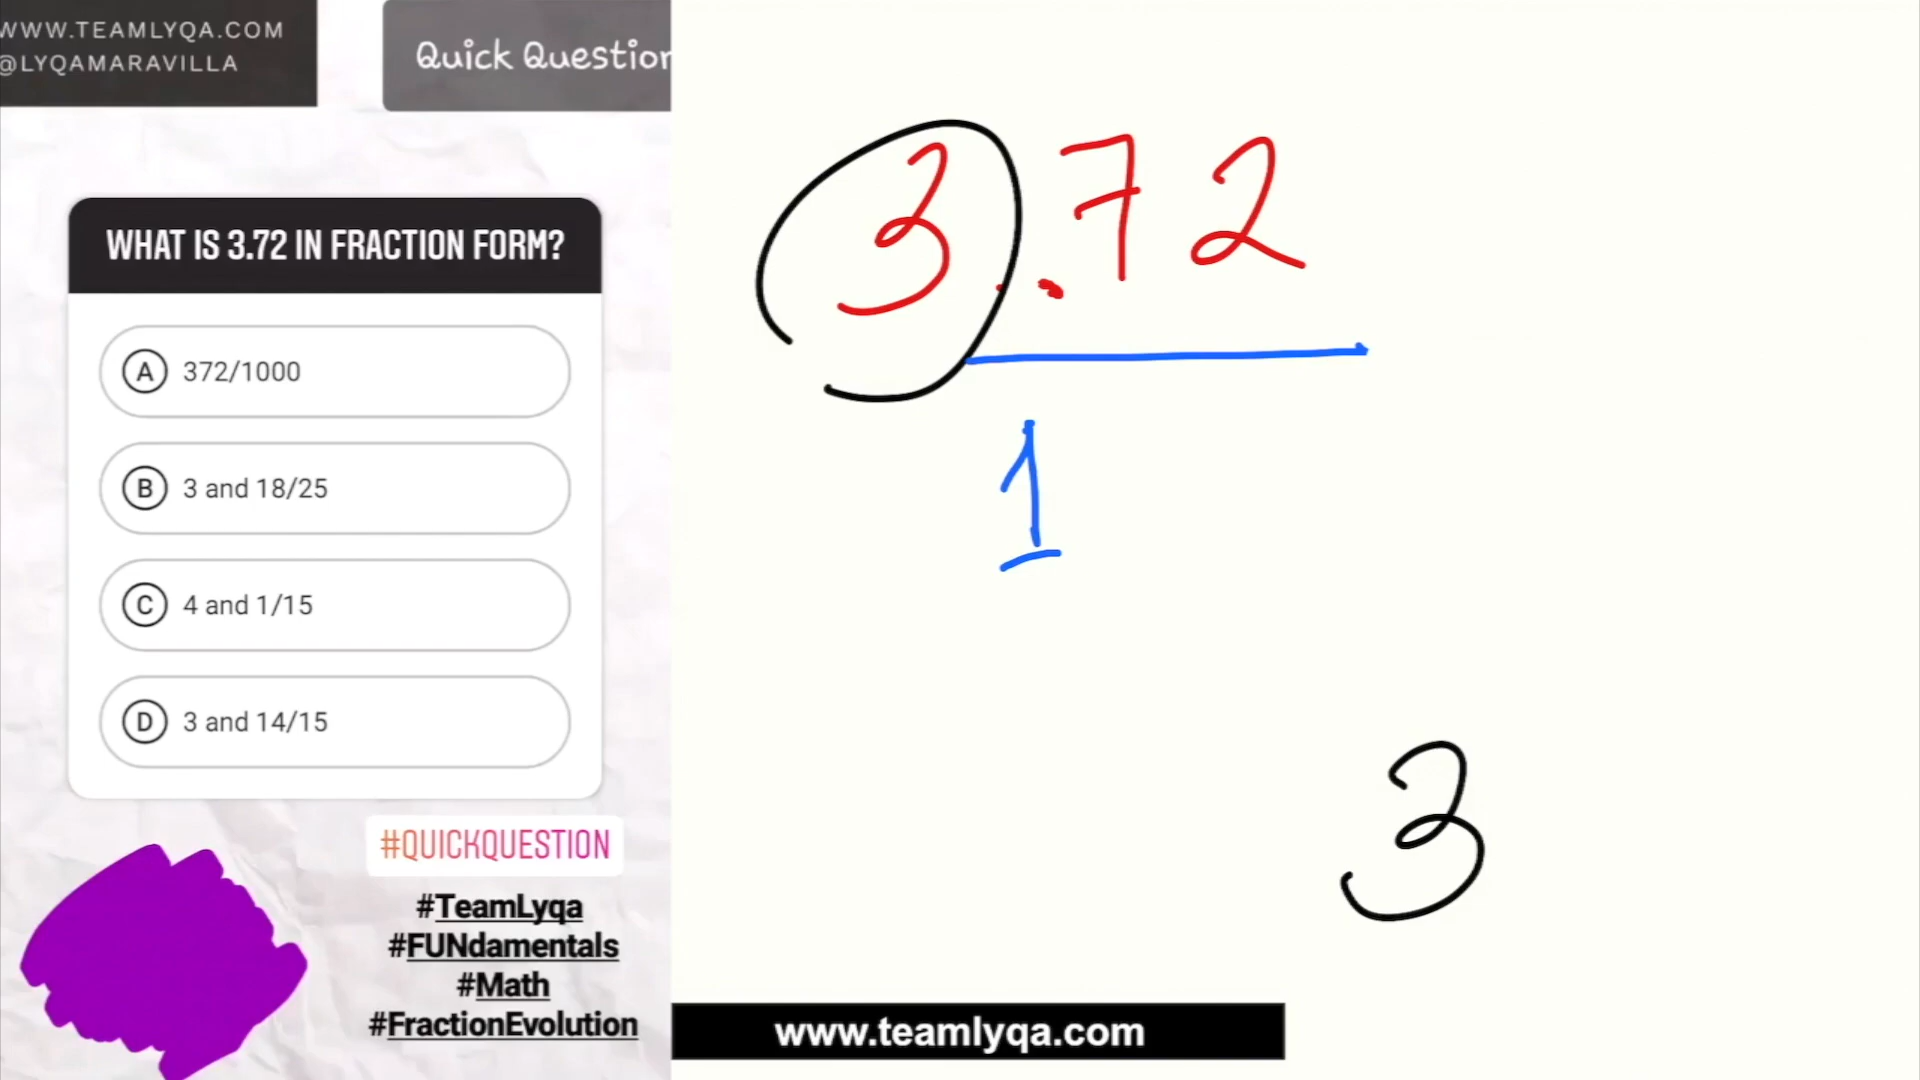 WWW.TEAMLYQA.COM
@LYQAMARAVILLA
Quick Question
WHAT IS 3.72 IN FRACTION FORM?
A 372/1000
B 3 and 18/25
C 4 and 1/15
D 3 and 14/15
#QUICKQUESTION
#TeamLyqa
#FUNdamentals
#Math
#FractionEvolution
3.72
1
3
www.teamlyqa.com